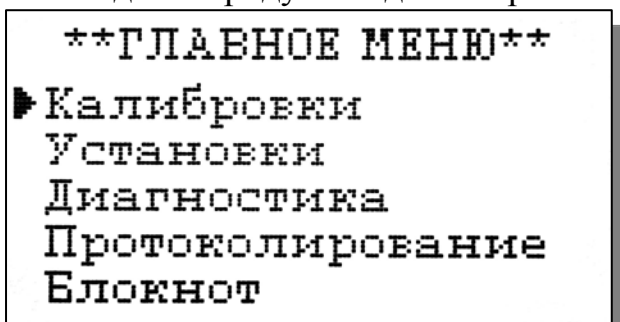 **ГЛАВНОЕ МЕНЮ**
Калибровки
Установки
Диагностика
Протоколирование
Блокнот